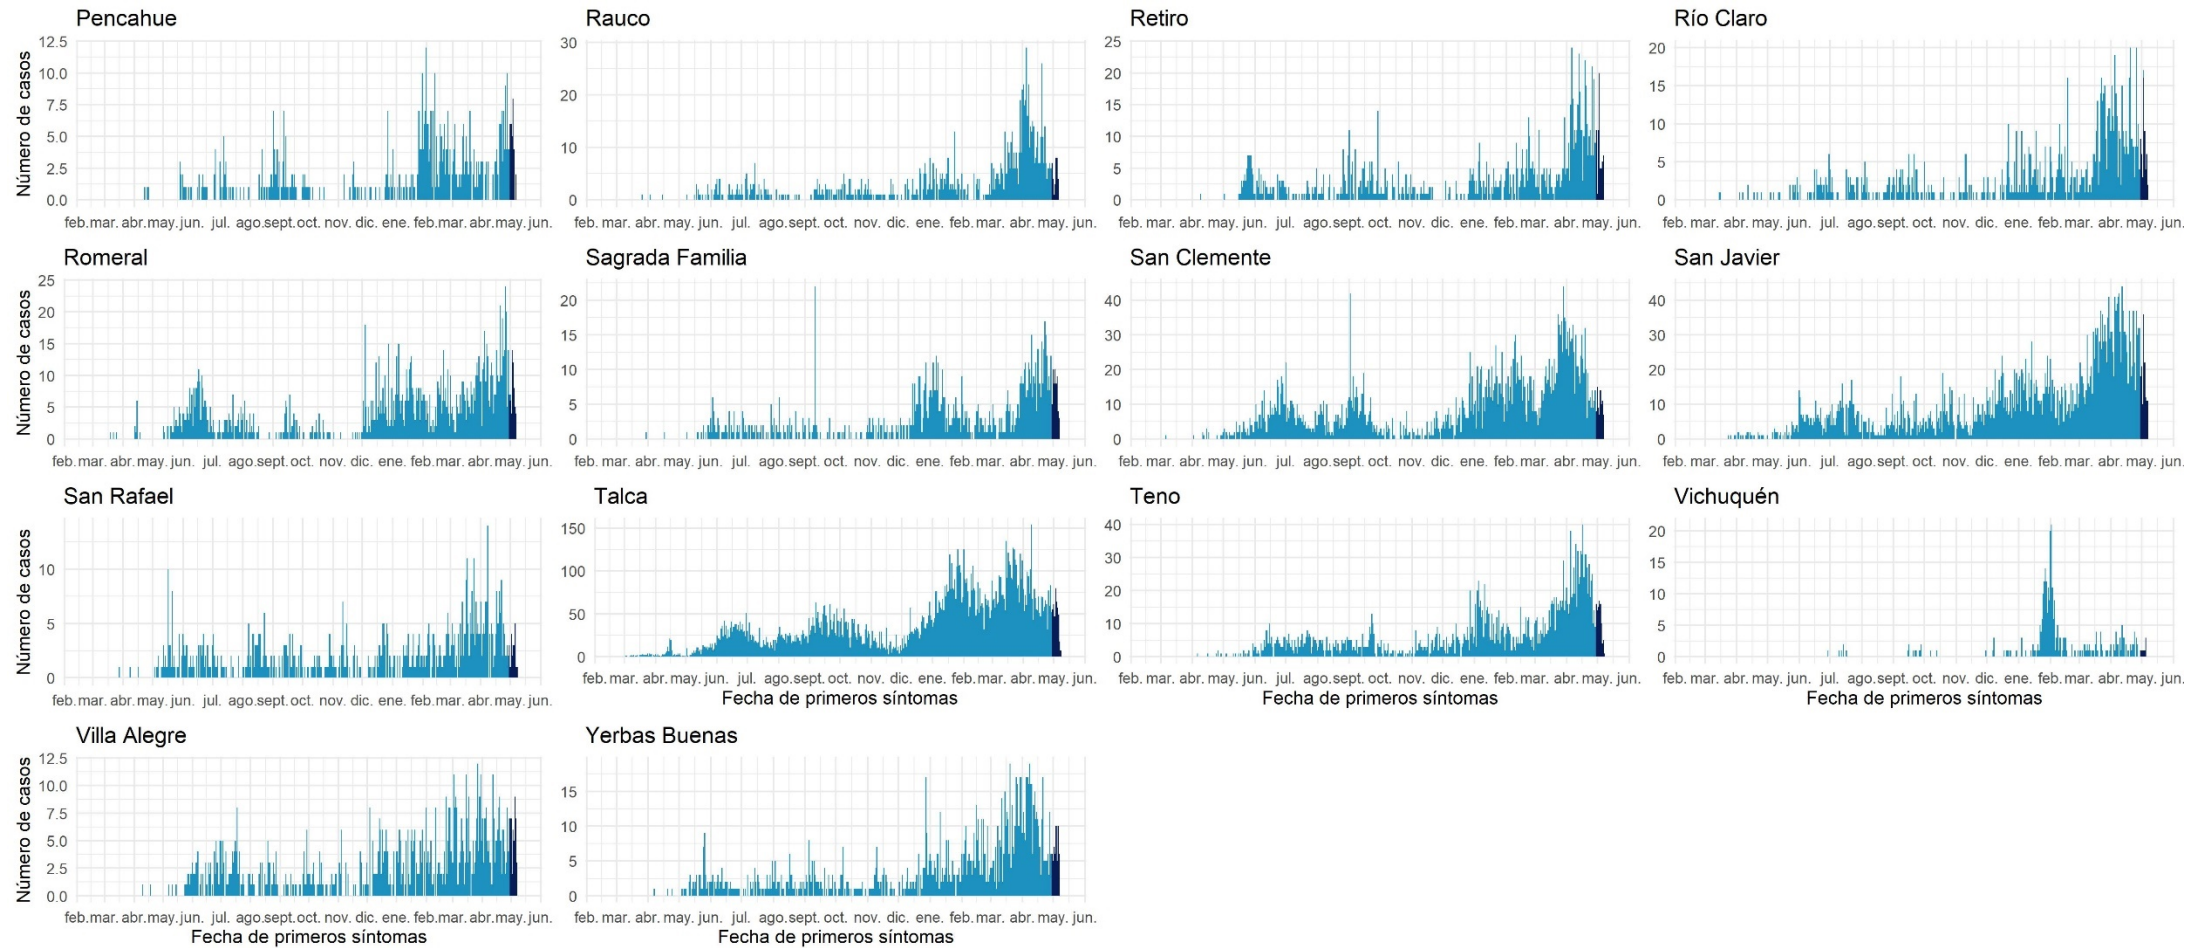 Pencahue
Número de casos
12.5
10.0
7.5
5.0
2.5
0.0
feb. mar. abr. may. jun. jul. ago. sept. oct. nov. dic. ene. feb. mar. abr. may. jun.
Rauco
30
20
10
0
feb. mar. abr. may. jun. jul. ago. sept. oct. nov. dic. ene. feb. mar. abr. may. jun.
Retiro
25
20
15
10
5
0
feb. mar. abr. may. jun. jul. ago. sept. oct. nov. dic. ene. feb. mar. abr. may. jun.
Río Claro
20
15
10
5
0
feb. mar. abr. may. jun. jul. ago. sept. oct. nov. dic. ene. feb. mar. abr. may. jun.
Romeral
Número de casos
25
20
15
10
5
0
feb. mar. abr. may. jun. jul. ago. sept. oct. nov. dic. ene. feb. mar. abr. may. jun.
Sagrada Familia
20
15
10
5
0
feb. mar. abr. may. jun. jul. ago. sept. oct. nov. dic. ene. feb. mar. abr. may. jun.
San Clemente
40
30
20
10
0
feb. mar. abr. may. jun. jul. ago. sept. oct. nov. dic. ene. feb. mar. abr. may. jun.
San Javier
40
30
20
10
0
feb. mar. abr. may. jun. jul. ago. sept. oct. nov. dic. ene. feb. mar. abr. may. jun.
San Rafael
Número de casos
10
5
0
feb. mar. abr. may. jun. jul. ago. sept. oct. nov. dic. ene. feb. mar. abr. may. jun.
Talca
150
100
50
0
feb. mar. abr. may. jun. jul. ago. sept. oct. nov. dic. ene. feb. mar. abr. may. jun.
Fecha de primeros síntomas
Teno
40
30
20
10
0
feb. mar. abr. may. jun. jul. ago. sept. oct. nov. dic. ene. feb. mar. abr. may. jun.
Fecha de primeros síntomas
Vichuquén
20
15
10
5
0
feb. mar. abr. may. jun. jul. ago. sept. oct. nov. dic. ene. feb. mar. abr. may. jun.
Fecha de primeros síntomas
Villa Alegre
Número de casos
12.5
10.0
7.5
5.0
2.5
0.0
feb. mar. abr. may. jun. jul. ago. sept. oct. nov. dic. ene. feb. mar. abr. may. jun.
Fecha de primeros síntomas
Yerbas Buenas
15
10
5
0
feb. mar. abr. may. jun. jul. ago. sept. oct. nov. dic. ene. feb. mar. abr. may. jun.
Fecha de primeros síntomas